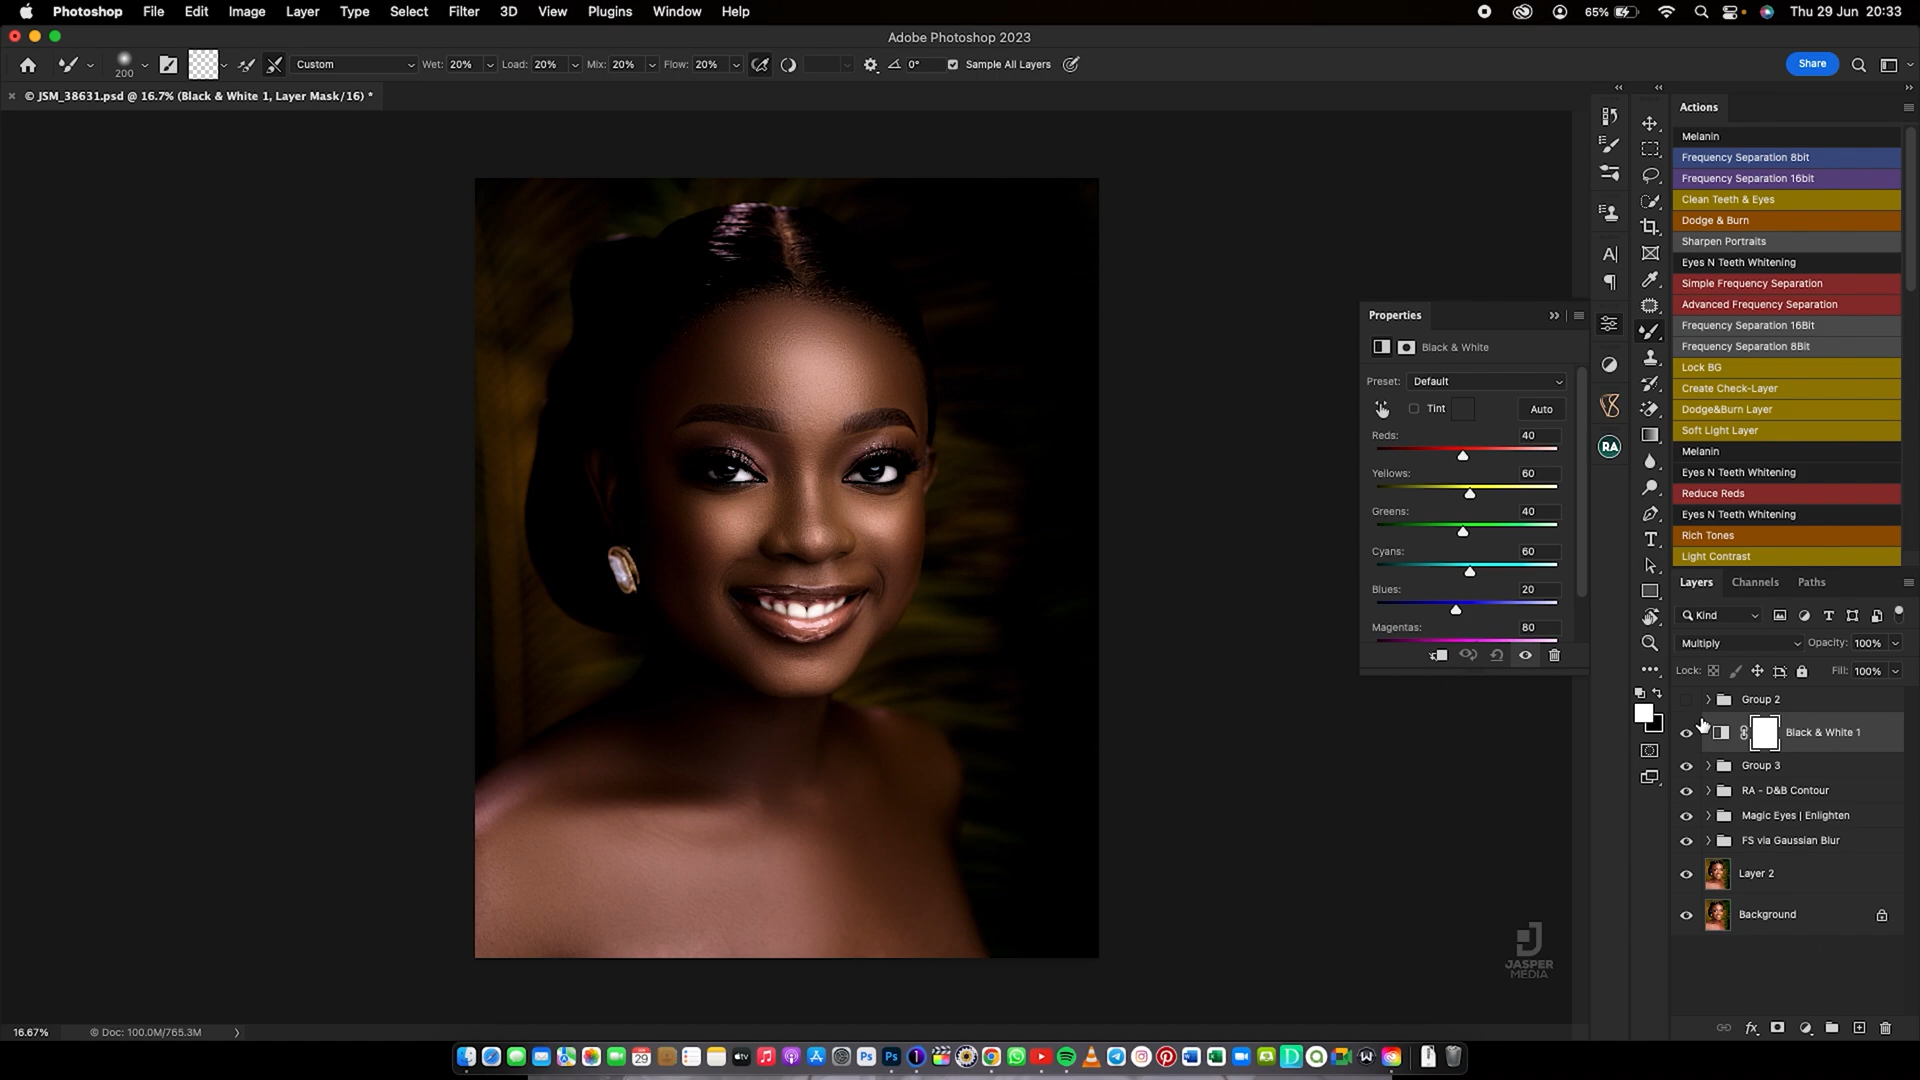 Photoshop File Edit Image Layer Type Select Filter 3D View Plugins Window Help
65% Thu 29 Jun 20:33
Adobe Photoshop 2023
200 Custom Wet: 20% Load: 20% Mix: 20% Flow: 20% 0° Sample All Layers Share
× © JSM_38631.psd @ 16.7% (Black & White 1, Layer Mask/16) *
Properties
Black & White
Preset: Default
Tint Auto
Reds: 40
Yellows: 60
Greens: 40
Cyans: 60
Blues: 20
Magentas: 80
RA
Actions
Melanin
Frequency Separation 8bit
Frequency Separation 16bit
Clean Teeth & Eyes
Dodge & Burn
Sharpen Portraits
Eyes N Teeth Whitening
Simple Frequency Separation
Advanced Frequency Separation
Frequency Separation 16Bit
Frequency Separation 8Bit
Lock BG
Create Check-Layer
Dodge&Burn Layer
Soft Light Layer
Melanin
Eyes N Teeth Whitening
Reduce Reds
Eyes N Teeth Whitening
Rich Tones
Light Contrast
Layers Channels Paths
Kind
Multiply Opacity: 100%
Lock: Fill: 100%
Group 2
Black & White 1
Group 3
RA - D&B Contour
Magic Eyes | Enlighten
FS via Gaussian Blur
Layer 2
Background
JASPER
MEDIA
16.67% © Doc: 100.0M/765.3M